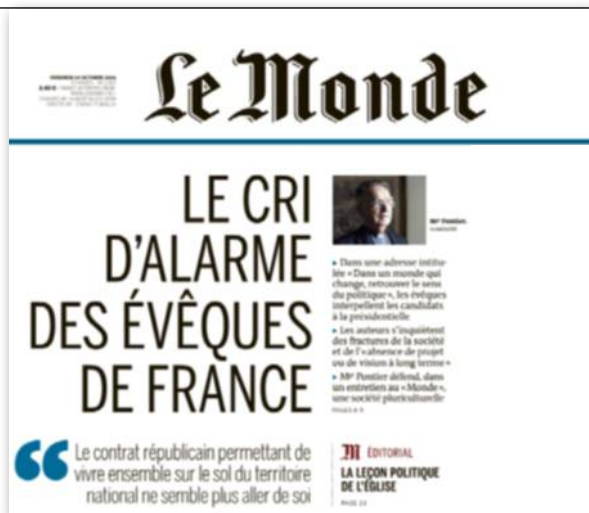 Le Monde
LE CRI
D'ALARME
DES ÉVÊQUES
DE FRANCE
Mgr Pontier.
▸ Dans une adresse intitu-
lée « Dans un monde qui
change, retrouver le sens
du politique », les évêques
interpellent les candidats
à la présidentielle
▸ Les auteurs s'inquiètent
des fractures de la société
et de l'« absence de projet
ou de vision à long terme »
▸ Mgr Pontier défend, dans
un entretien au « Monde »,
une société pluriculturelle
“ Le contrat républicain permettant de
vivre ensemble sur le sol du territoire
national ne semble plus aller de soi
M ÉDITORIAL
LA LEÇON POLITIQUE
DE L'ÉGLISE